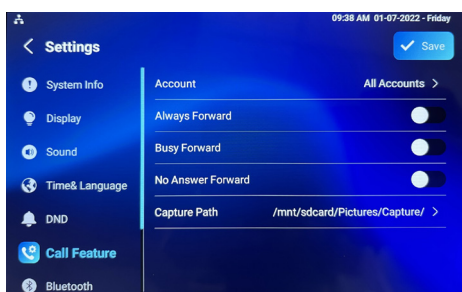 09:38 AM 01-07-2022 - Friday
Settings
Save
System Info
Account
All Accounts
Display
Always Forward
Sound
Busy Forward
Time& Language
No Answer Forward
DND
Capture Path
/mnt/sdcard/Pictures/Capture/
Call Feature
Bluetooth